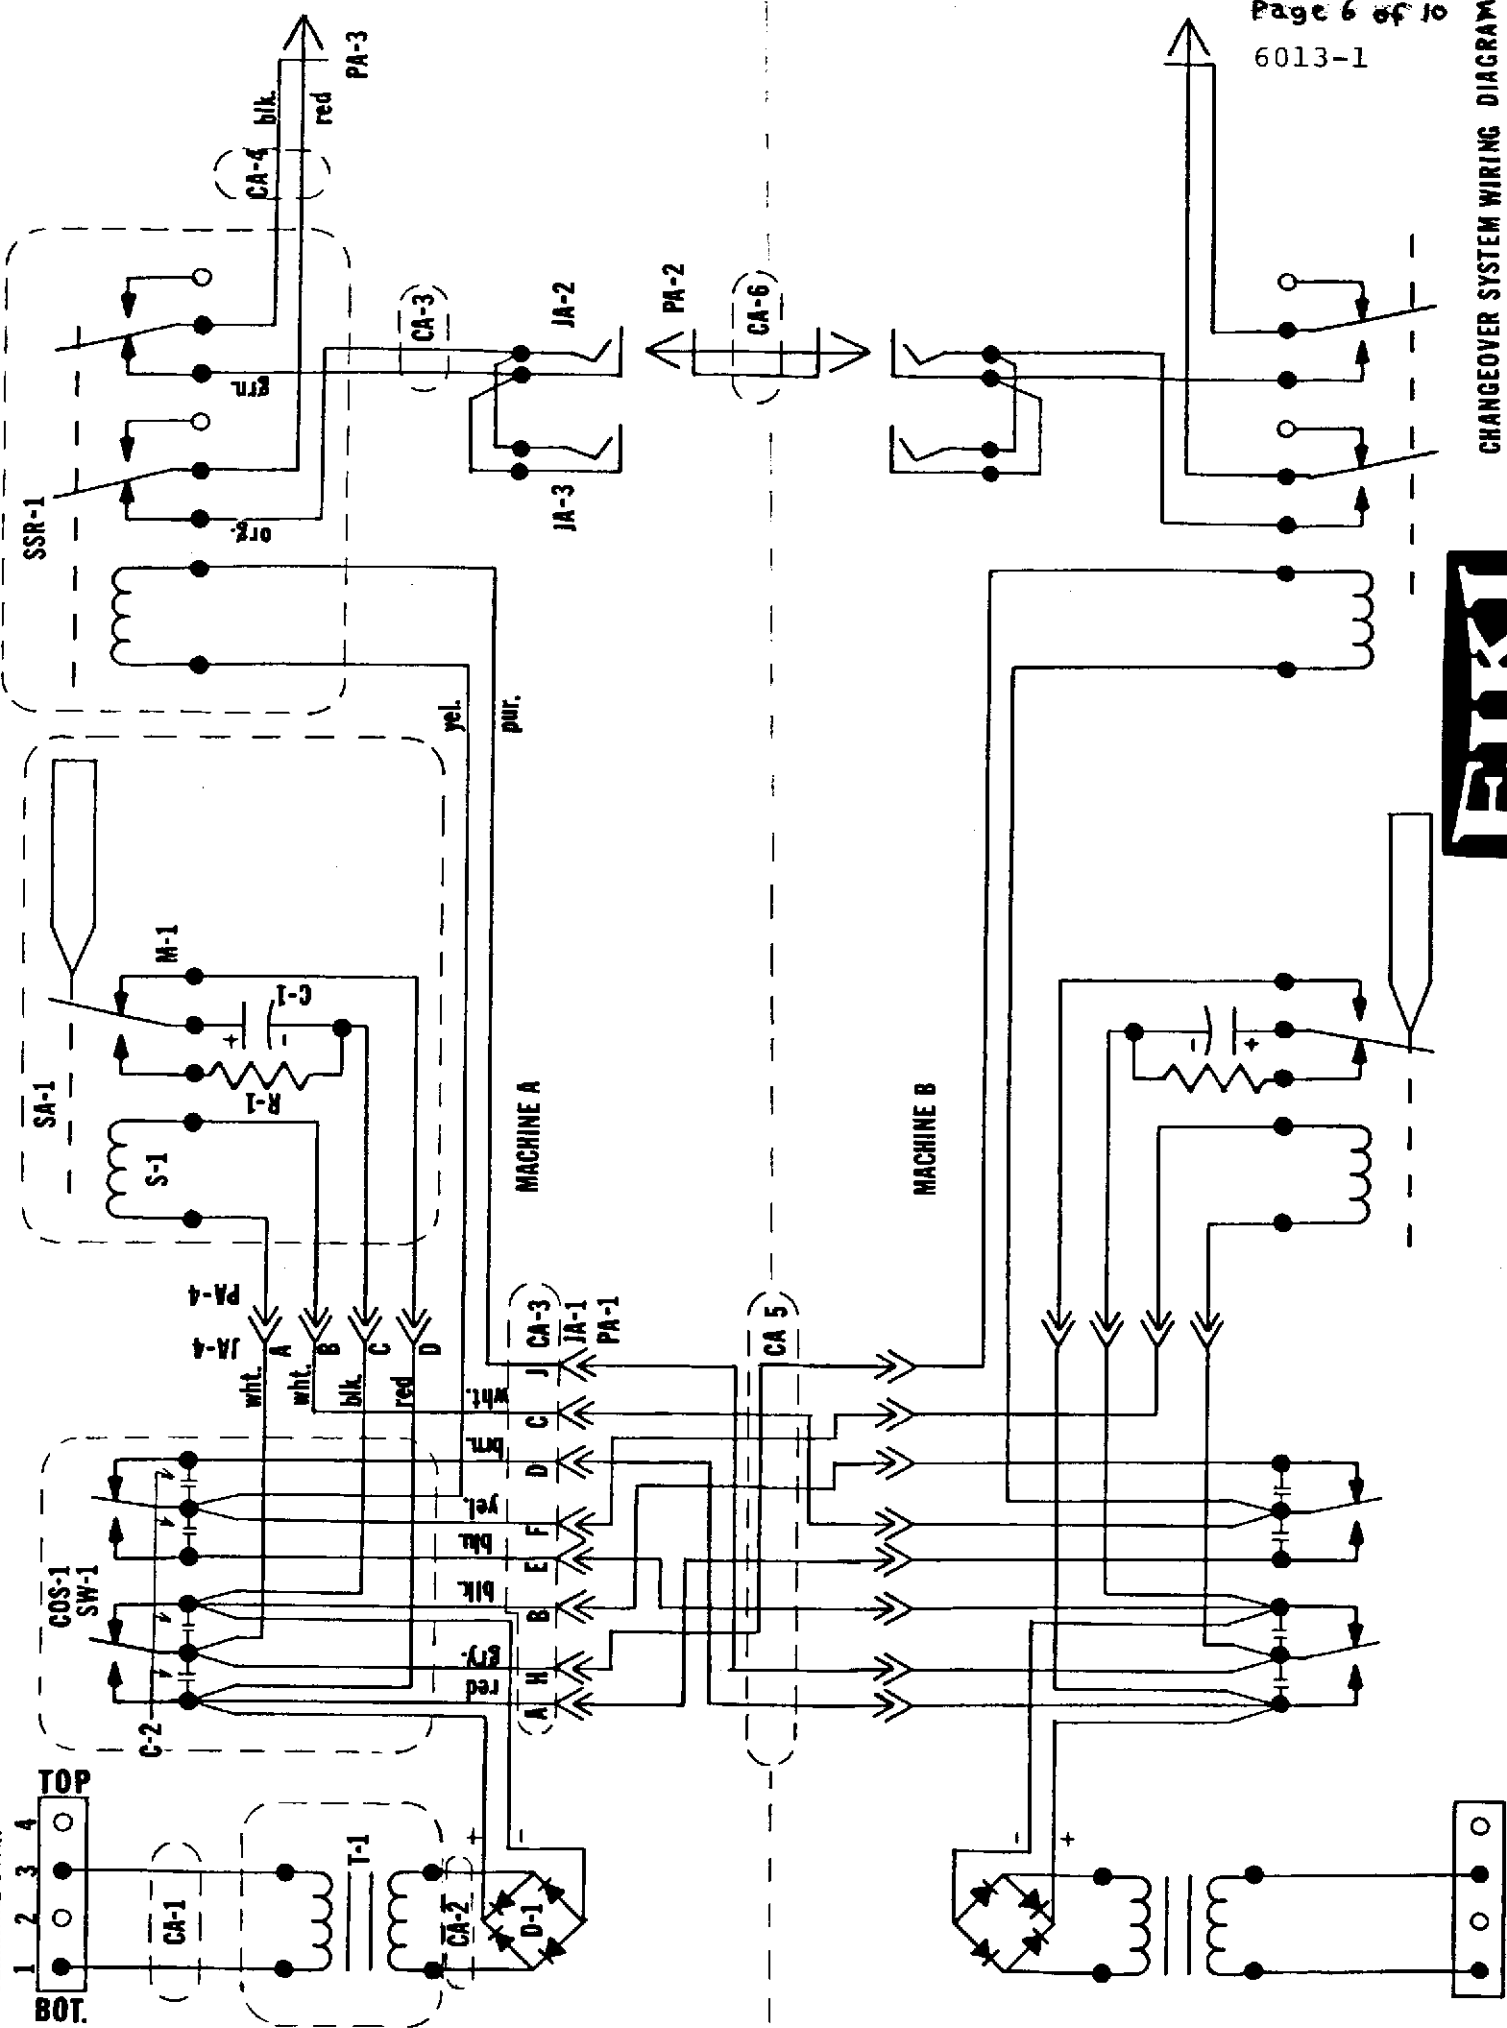 Page 6 of 10
6013-1
CHANGEOVER SYSTEM WIRING DIAGRAM
EIKI
PA-3
blk.
red
CA-4
SSR-1
grn.
org.
CA-3
JA-2
JA-3
PA-2
CA-6
yel.
pur.
SA-1
M-1
C-1
+
-
R-1
S-1
MACHINE A
MACHINE B
-
+
PA-4
JA-4
A
B
C
D
wht.
wht.
blk.
red
CA-3
JA-1
PA-1
CA 5
J
C
D
F
E
B
H
A
wht.
brn.
yel.
blu.
blk.
gry.
red
COS-1
SW-1
C-2
TOP
4
3
2
1
BOT.
CA-1
T-1
CA-2
D-1
+
-
-
+